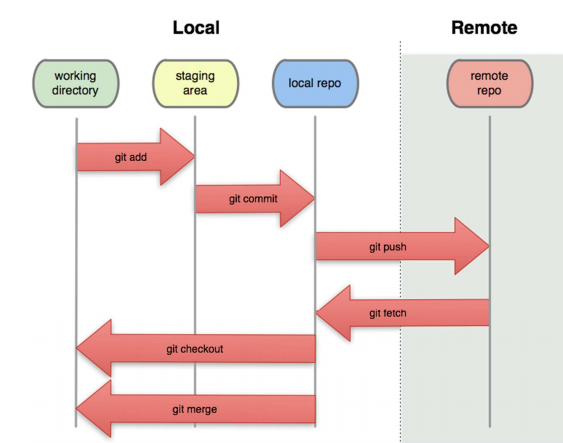 Local
Remote
working
directory
staging
area
local repo
remote
repo
git add
git commit
git push
git fetch
git checkout
git merge